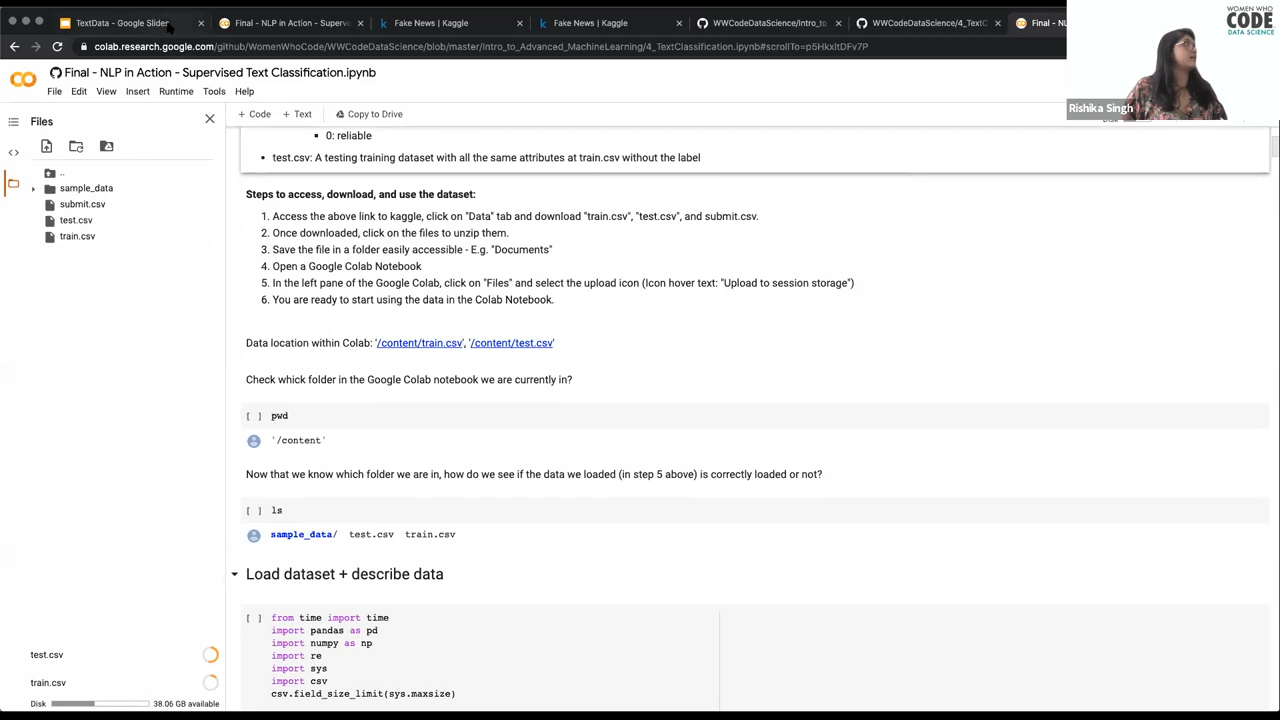 TextData - Google Slides
Final - NLP in Action - Supervis
Fake News | Kaggle
Fake News | Kaggle
WWCodeDataScience/Intro_to
WWCodeDataScience/4_TextC
Final - NL
WOMEN WHO
CODE
DATA SCIENCE
colab.research.google.com/github/WomenWhoCode/WWCodeDataScience/blob/master/Intro_to_Advanced_MachineLearning/4_TextClassification.ipynb#scrollTo=p5HkxltDFv7P
Final - NLP in Action - Supervised Text Classification.ipynb
File Edit View Insert Runtime Tools Help
Rishika Singh
Files
+ Code + Text Copy to Drive
Disk
0: reliable
test.csv: A testing training dataset with all the same attributes at train.csv without the label
..
sample_data
submit.csv
test.csv
train.csv
Steps to access, download, and use the dataset:
1. Access the above link to kaggle, click on "Data" tab and download "train.csv", "test.csv", and submit.csv.
2. Once downloaded, click on the files to unzip them.
3. Save the file in a folder easily accessible - E.g. "Documents"
4. Open a Google Colab Notebook
5. In the left pane of the Google Colab, click on "Files" and select the upload icon (Icon hover text: "Upload to session storage")
6. You are ready to start using the data in the Colab Notebook.
Data location within Colab: '/content/train.csv', '/content/test.csv'
Check which folder in the Google Colab notebook we are currently in?
[ ] pwd
'/content'
Now that we know which folder we are in, how do we see if the data we loaded (in step 5 above) is correctly loaded or not?
[ ] ls
sample_data/ test.csv train.csv
Load dataset + describe data
[ ] from time import time
import pandas as pd
import numpy as np
import re
import sys
import csv
csv.field_size_limit(sys.maxsize)
test.csv
train.csv
Disk 38.06 GB available